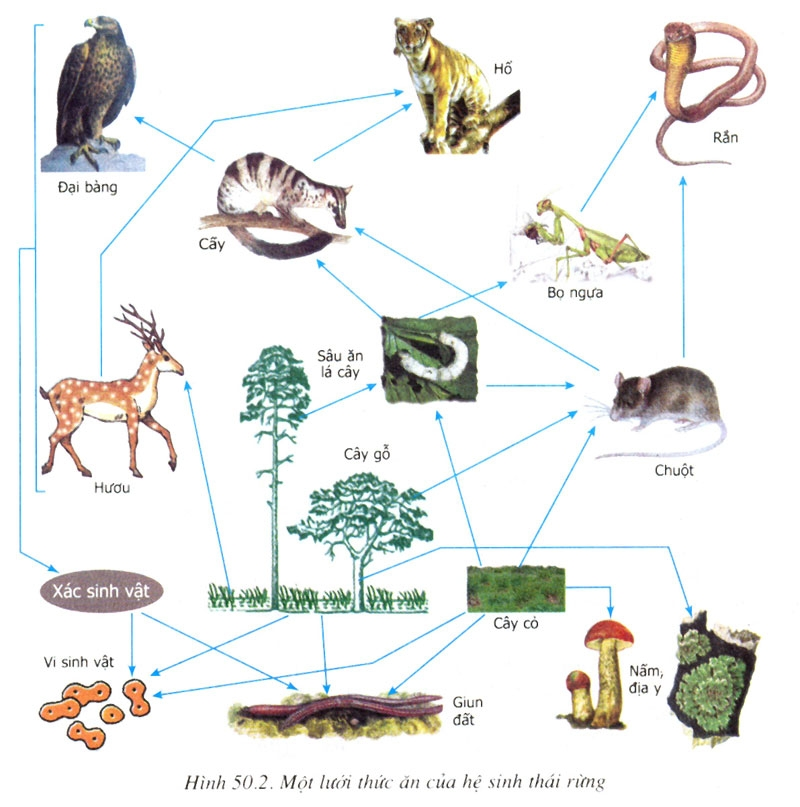 Hổ
Rắn
Đại bàng
Cầy
Bọ ngựa
Sâu ăn
lá cây
Cây gỗ
Chuột
Hươu
Xác sinh vật
Cây cỏ
Vi sinh vật
Nấm,
địa y
Giun
đất
Hình 50.2. Một lưới thức ăn của hệ sinh thái rừng